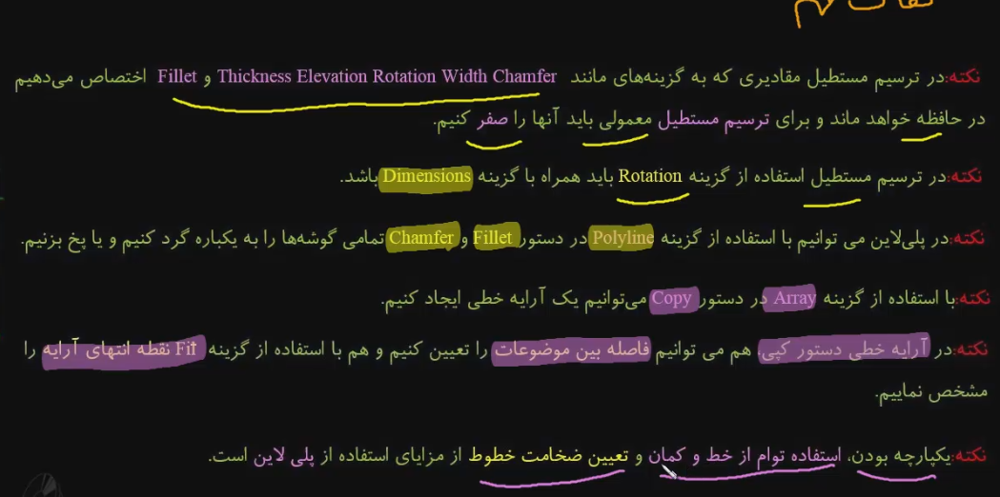 نکته:در ترسیم مستطیل مقادیری که به گزینه‌های مانند Thickness Elevation Rotation Width Chamfer و Fillet اختصاص می‌دهیم
در حافظه خواهد ماند و برای ترسیم مستطیل معمولی باید آنها را صفر کنیم.
نکته:در ترسیم مستطیل استفاده از گزینه Rotation باید همراه با گزینه Dimensions باشد.
نکته:در پلی‌لاین می توانیم با استفاده از گزینه Polyline در دستور Fillet و Chamfer تمامی گوشه‌ها را به یکباره گرد کنیم و یا پخ بزنیم.
نکته:با استفاده از گزینه Array در دستور Copy می‌توانیم یک آرایه خطی ایجاد کنیم.
نکته:در آرایه خطی دستور کپی، هم می توانیم فاصله بین موضوعات را تعیین کنیم و هم با استفاده از گزینه Fit نقطه انتهای آرایه را
مشخص نماییم.
نکته:یکپارچه بودن، استفاده توام از خط و کمان و تعیین ضخامت خطوط از مزایای استفاده از پلی لاین است.